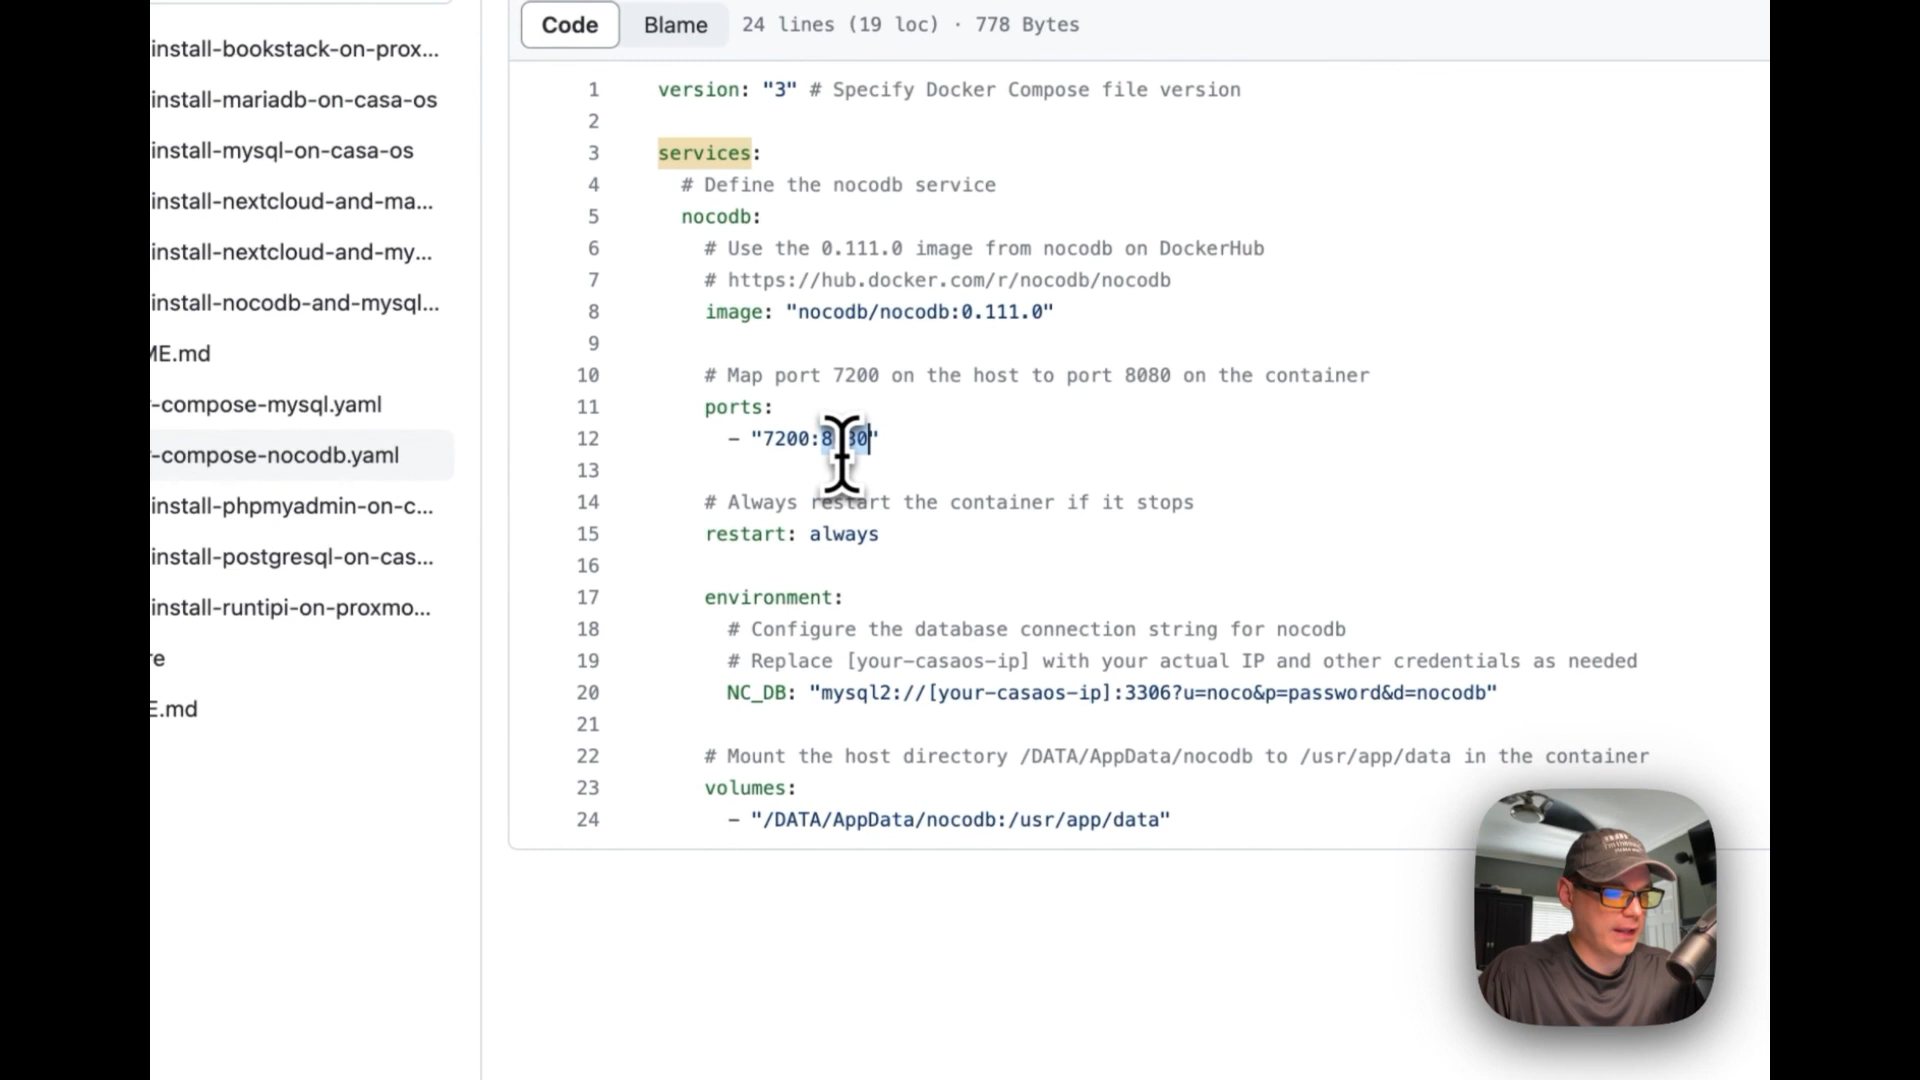 install-bookstack-on-prox...
install-mariadb-on-casa-os
install-mysql-on-casa-os
install-nextcloud-and-ma...
install-nextcloud-and-my...
install-nocodb-and-mysql...
ME.md
-compose-mysql.yaml
-compose-nocodb.yaml
install-phpmyadmin-on-c...
install-postgresql-on-cas...
install-runtipi-on-proxmo...
re
E.md
Code Blame 24 lines (19 loc) · 778 Bytes
1 version: "3" # Specify Docker Compose file version
2
3 services:
4 # Define the nocodb service
5 nocodb:
6 # Use the 0.111.0 image from nocodb on DockerHub
7 # https://hub.docker.com/r/nocodb/nocodb
8 image: "nocodb/nocodb:0.111.0"
9
10 # Map port 7200 on the host to port 8080 on the container
11 ports:
12 - "7200:8080"
13
14 # Always restart the container if it stops
15 restart: always
16
17 environment:
18 # Configure the database connection string for nocodb
19 # Replace [your-casaos-ip] with your actual IP and other credentials as needed
20 NC_DB: "mysql2://[your-casaos-ip]:3306?u=noco&p=password&d=nocodb"
21
22 # Mount the host directory /DATA/AppData/nocodb to /usr/app/data in the container
23 volumes:
24 - "/DATA/AppData/nocodb:/usr/app/data"